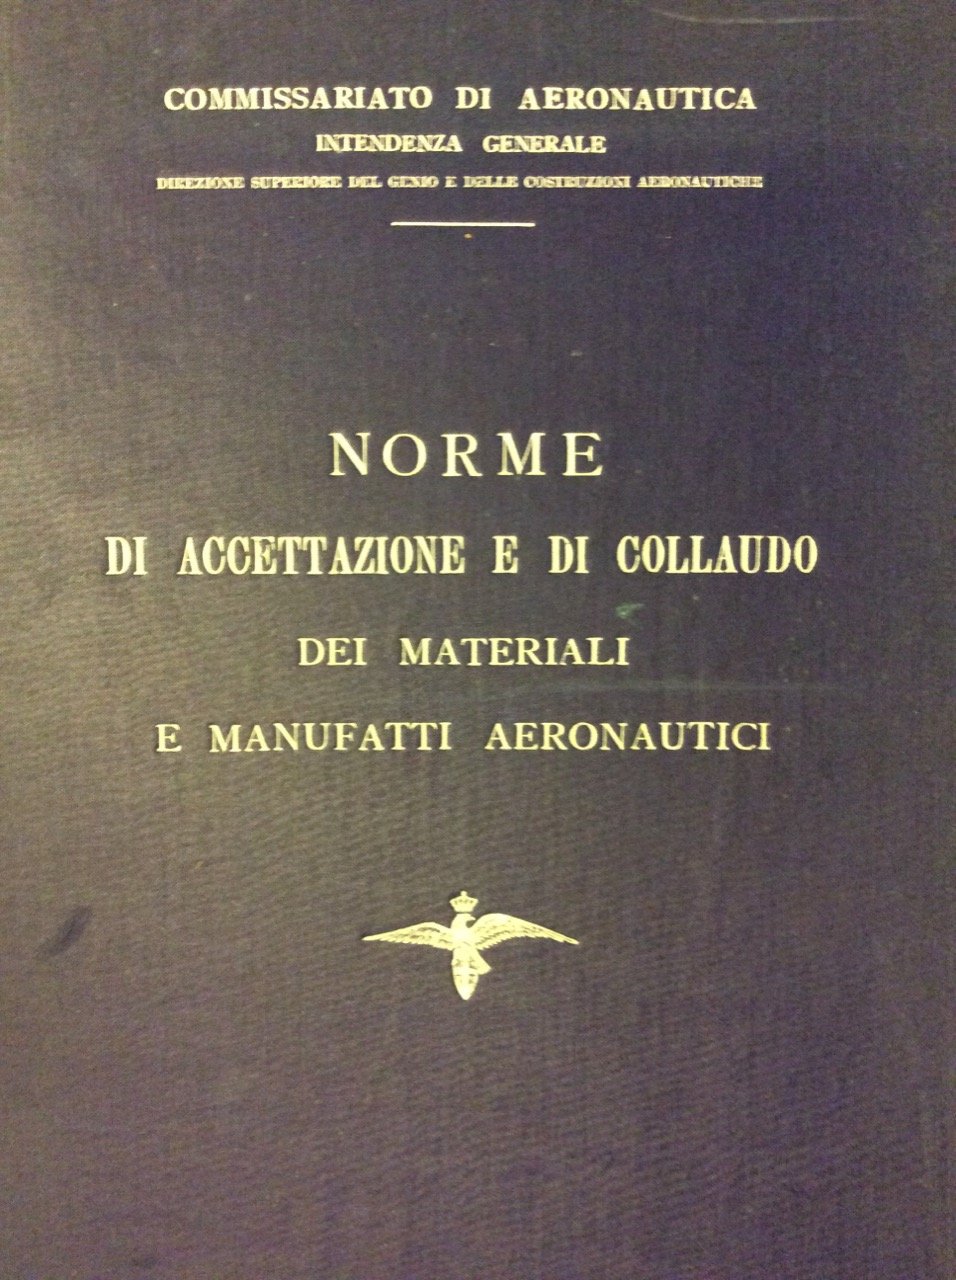 COMMISSARIATO DI AERONAUTICA
INTENDENZA GENERALE
DIREZIONE SUPERIORE DEL GENIO E DELLE COSTRUZIONI AERONAUTICHE
NORME
DI ACCETTAZIONE E DI COLLAUDO
DEI MATERIALI
E MANUFATTI AERONAUTICI